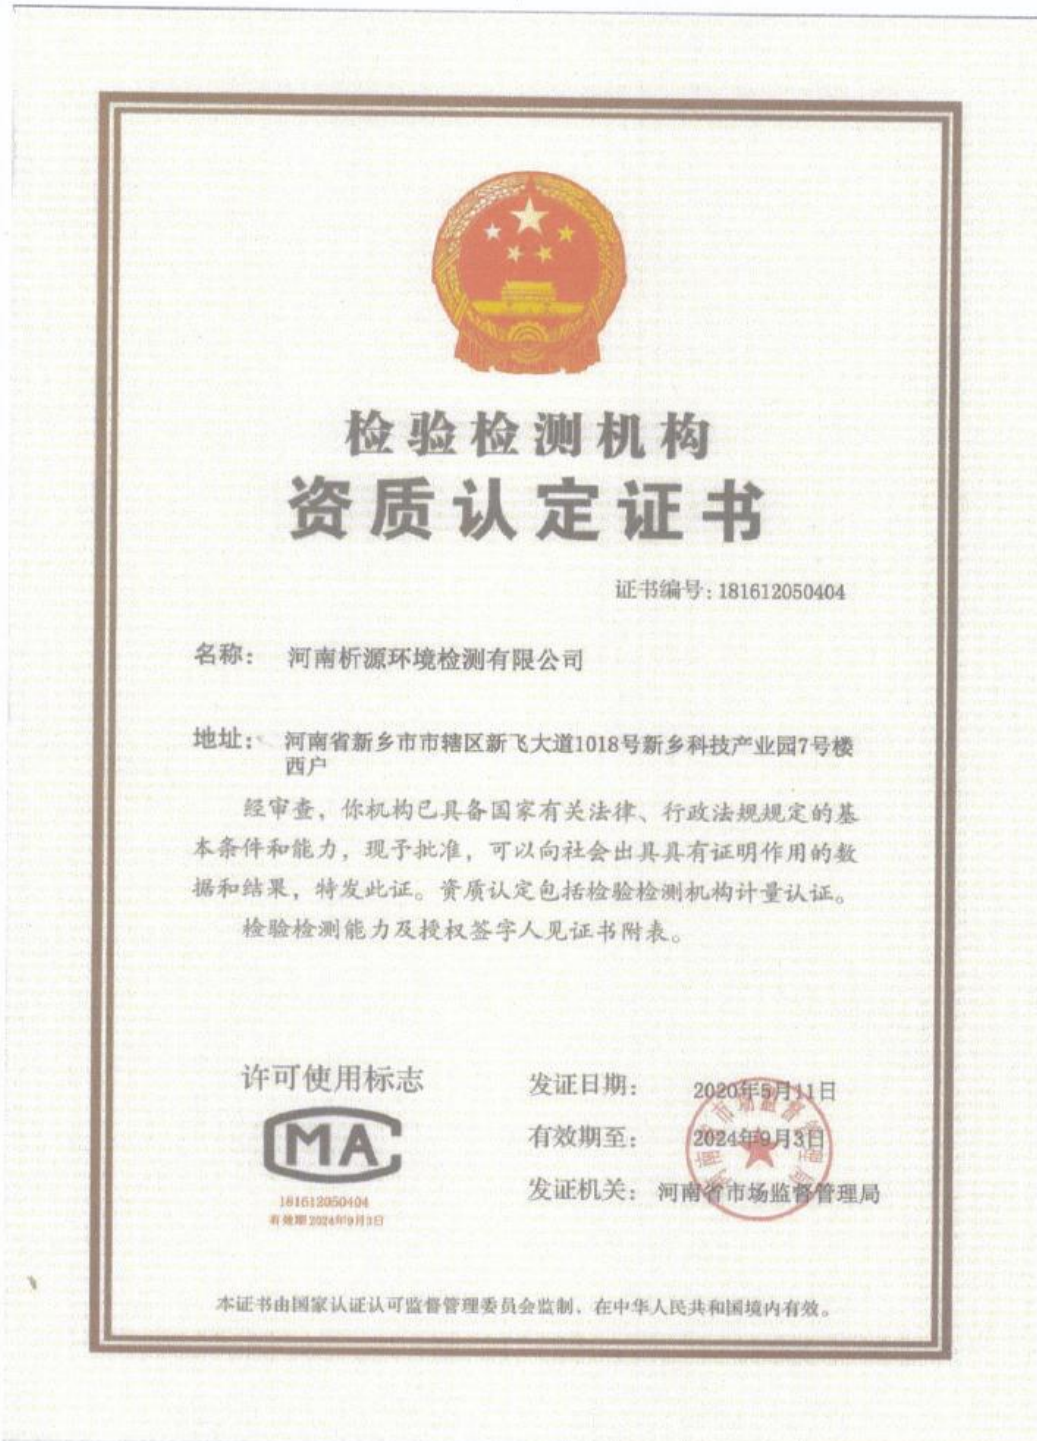 检验检测机构
资质认定证书
证书编号:181612050404
名称: 河南析源环境检测有限公司
地址: 河南省新乡市市辖区新飞大道1018号新乡科技产业园7号楼
西户
经审查，你机构已具备国家有关法律、行政法规规定的基
本条件和能力，现予批准，可以向社会出具具有证明作用的数
据和结果，特发此证。资质认定包括检验检测机构计量认证。
检验检测能力及授权签字人见证书附表。
许可使用标志
MA
181612050404
有效期2024年9月3日
发证日期: 2020年5月11日
有效期至: 2024年9月3日
发证机关: 河南省市场监督管理局
河南省市场监督管理局
本证书由国家认证认可监督管理委员会监制，在中华人民共和国境内有效。